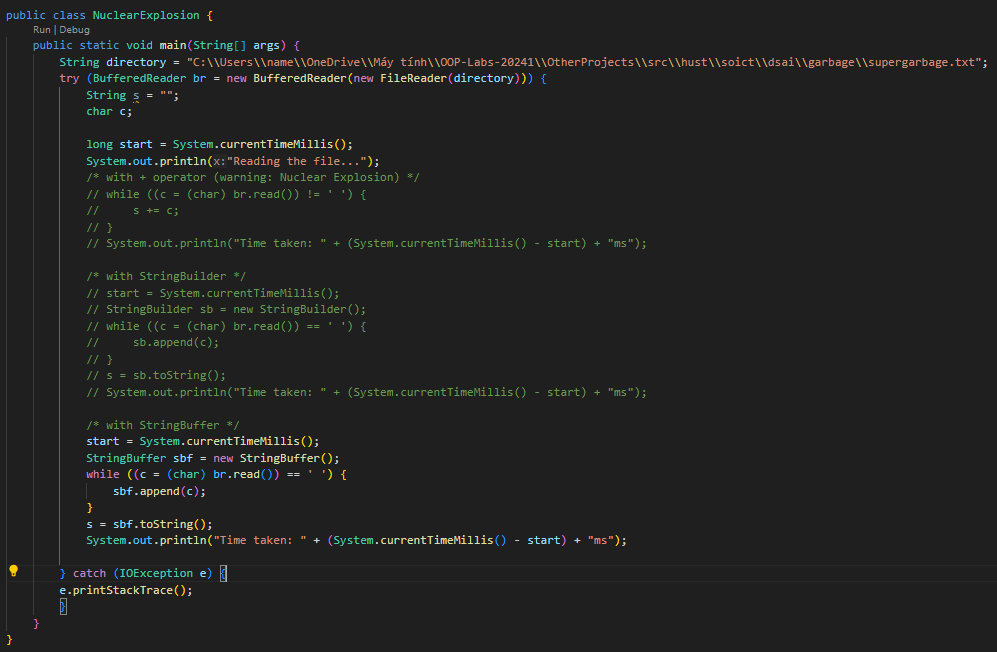 public class NuclearExplosion {
Run | Debug
public static void main(String[] args) {
String directory = "C:\\Users\\name\\OneDrive\\Máy tính\\OOP-Labs-20241\\OtherProjects\\src\\hust\\soict\\dsai\\garbage\\supergarbage.txt";
try (BufferedReader br = new BufferedReader(new FileReader(directory))) {
String s = "";
char c;
long start = System.currentTimeMillis();
System.out.println(x:"Reading the file...");
/* with + operator (warning: Nuclear Explosion) */
// while ((c = (char) br.read()) != ' ') {
//     s += c;
// }
// System.out.println("Time taken: " + (System.currentTimeMillis() - start) + "ms");
/* with StringBuilder */
// start = System.currentTimeMillis();
// StringBuilder sb = new StringBuilder();
// while ((c = (char) br.read()) == ' ') {
//     sb.append(c);
// }
// s = sb.toString();
// System.out.println("Time taken: " + (System.currentTimeMillis() - start) + "ms");
/* with StringBuffer */
start = System.currentTimeMillis();
StringBuffer sbf = new StringBuffer();
while ((c = (char) br.read()) == ' ') {
sbf.append(c);
}
s = sbf.toString();
System.out.println("Time taken: " + (System.currentTimeMillis() - start) + "ms");
} catch (IOException e) {
e.printStackTrace();
}
}
}